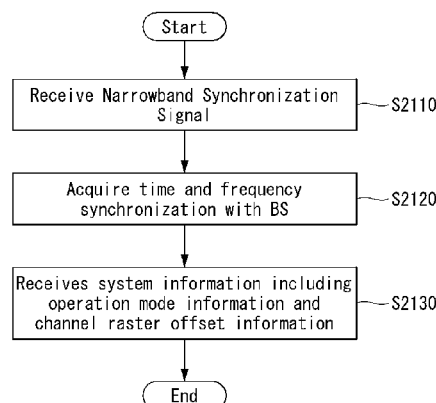 Start
Receive Narrowband Synchronization
Signal
S2110
Acquire time and frequency
synchronization with BS
S2120
Receives system information including
operation mode information and
channel raster offset information
S2130
End